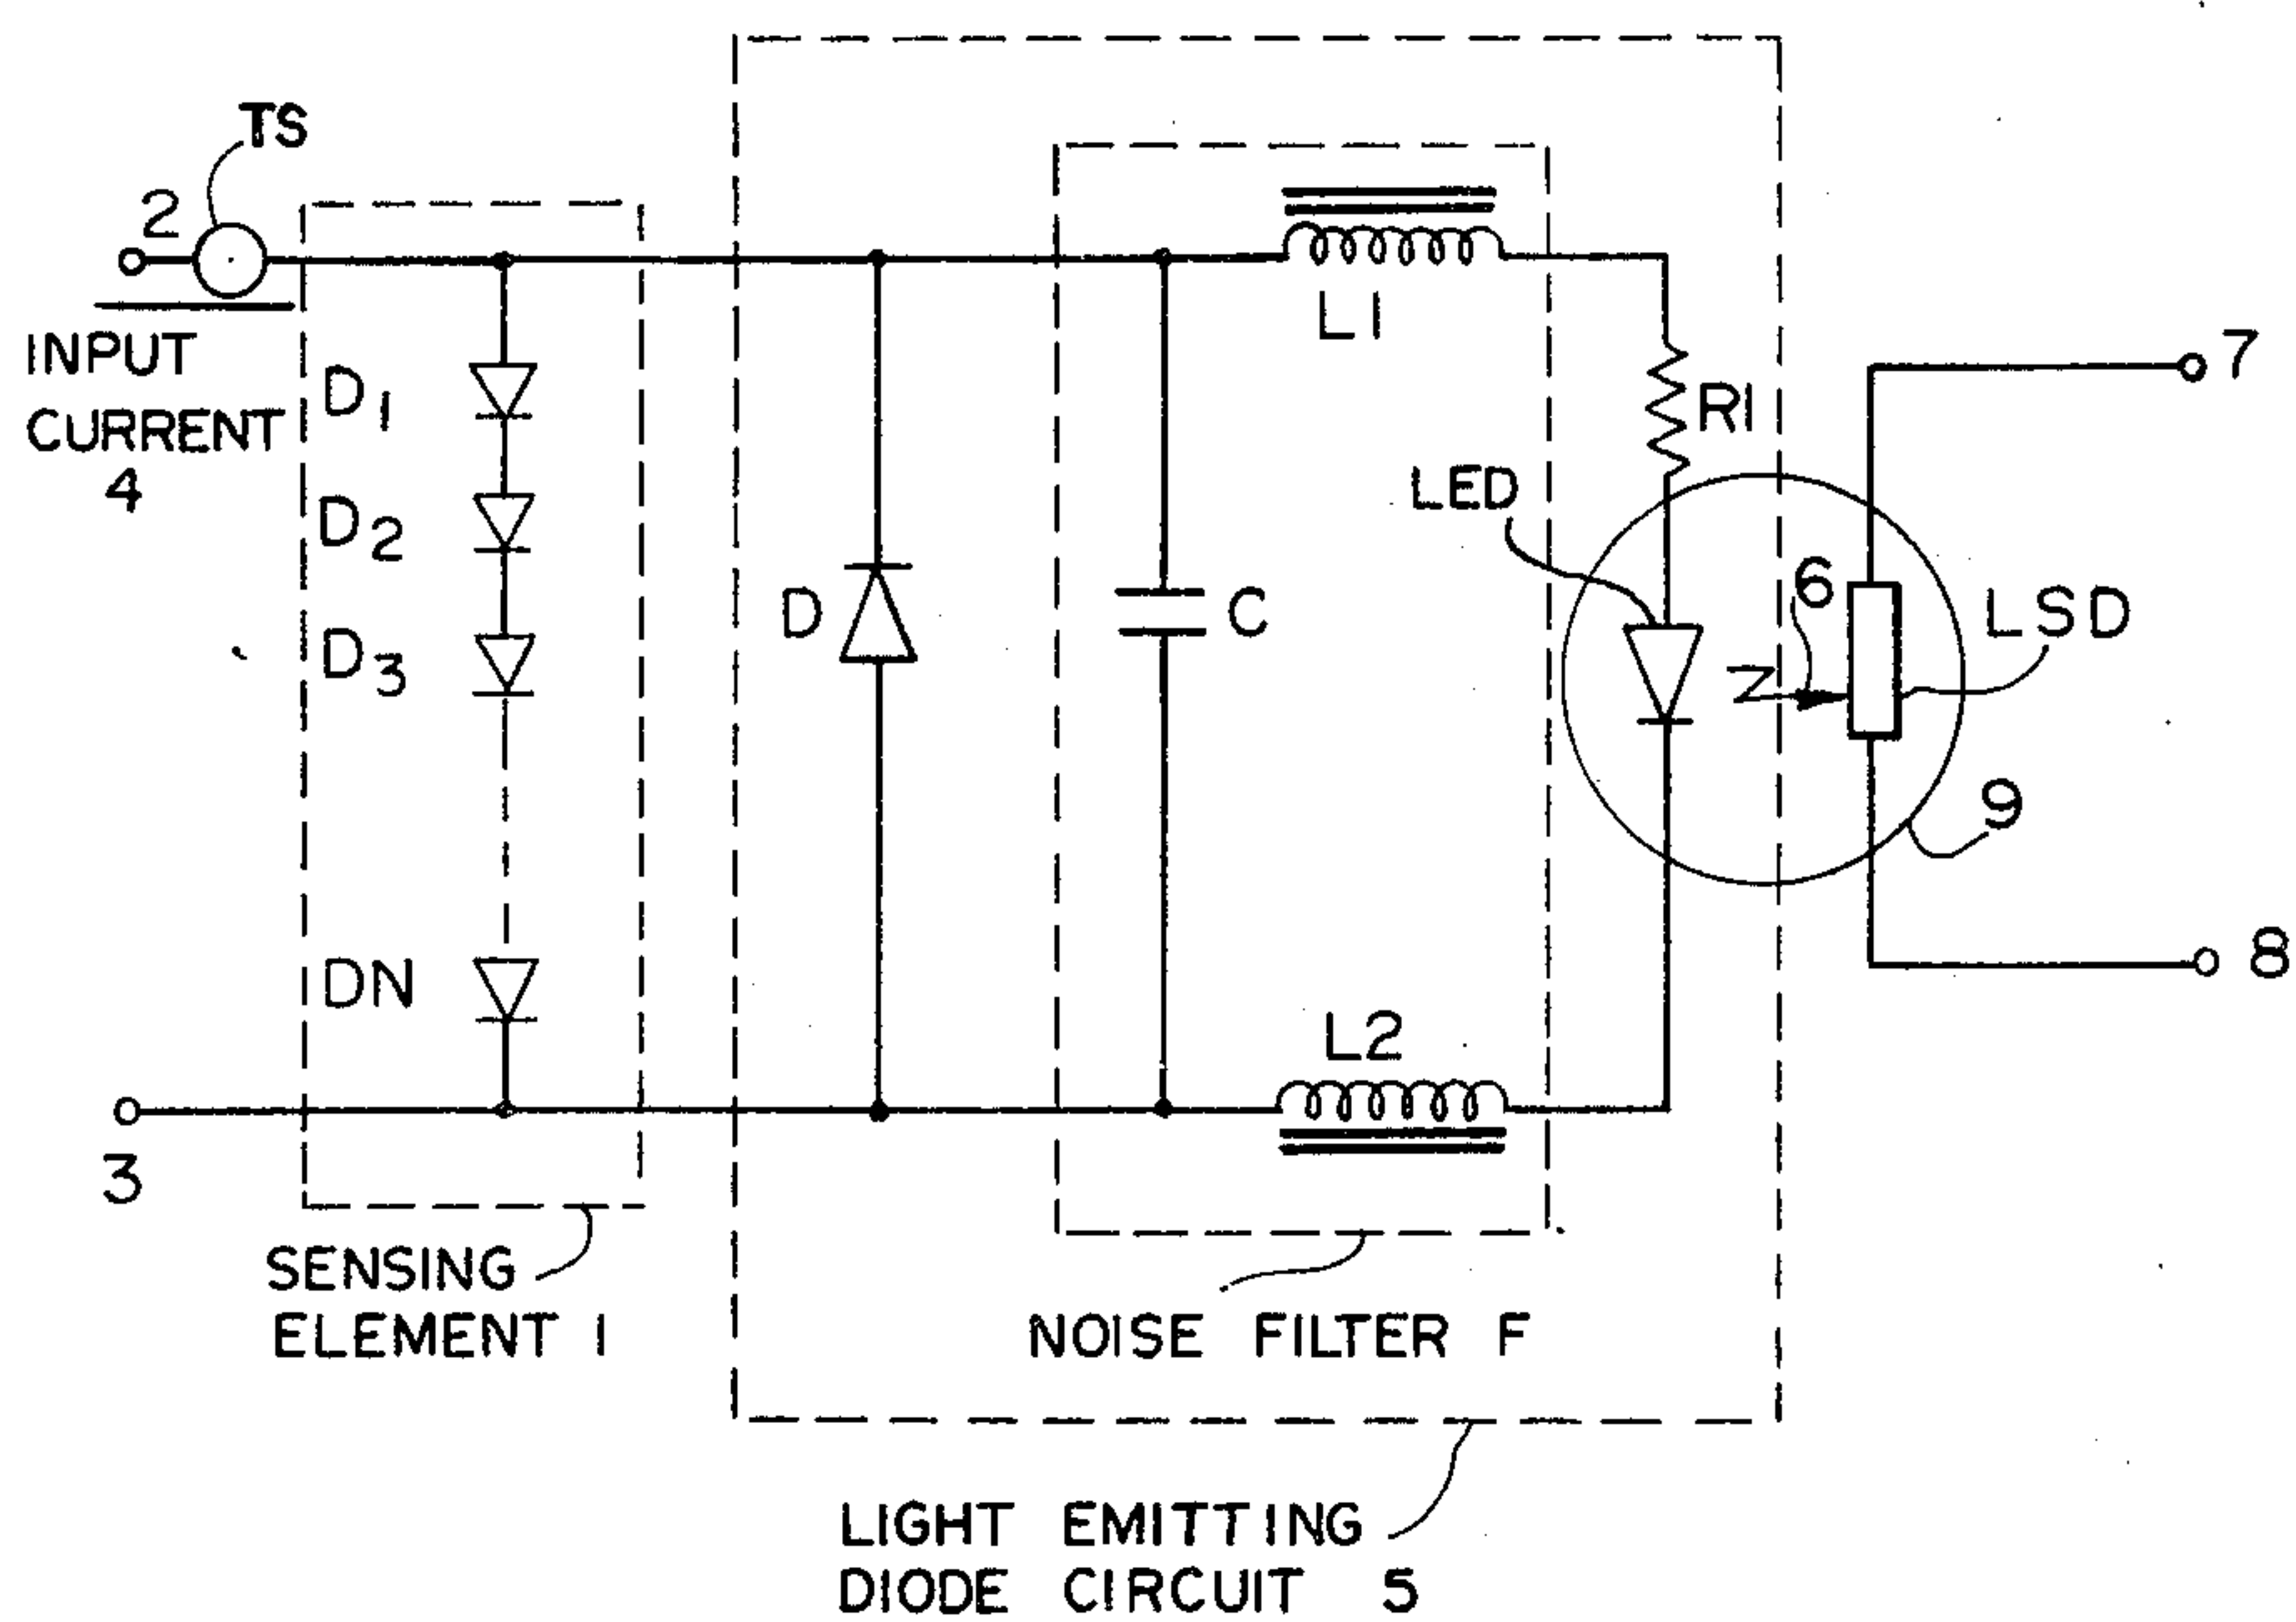 TS
2
INPUT
CURRENT
4
D1
D2
D3
DN
3
SENSING
ELEMENT 1
D
C
L1
L2
R1
LED
6
LSD
7
8
9
NOISE FILTER F
LIGHT EMITTING
DIODE CIRCUIT 5